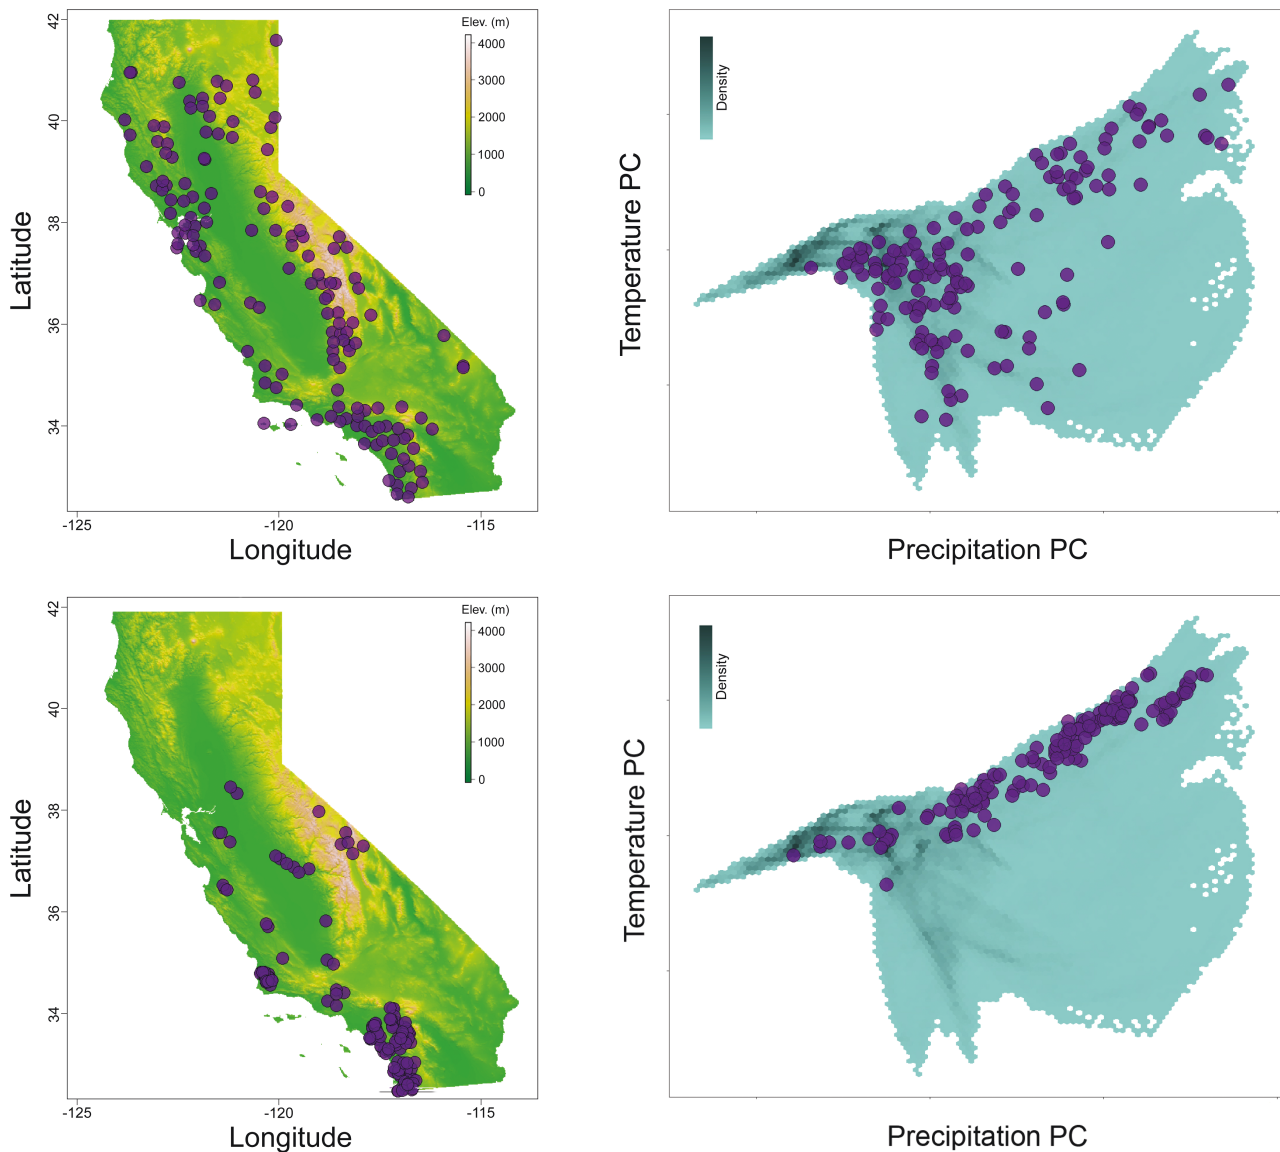 Elev. (m)
4000
3000
2000
1000
0
42
40
38
36
34
Latitude
-125
-120
-115
Longitude
Density
Temperature PC
Precipitation PC
Elev. (m)
4000
3000
2000
1000
0
42
40
38
36
34
Latitude
-125
-120
-115
Longitude
Density
Temperature PC
Precipitation PC